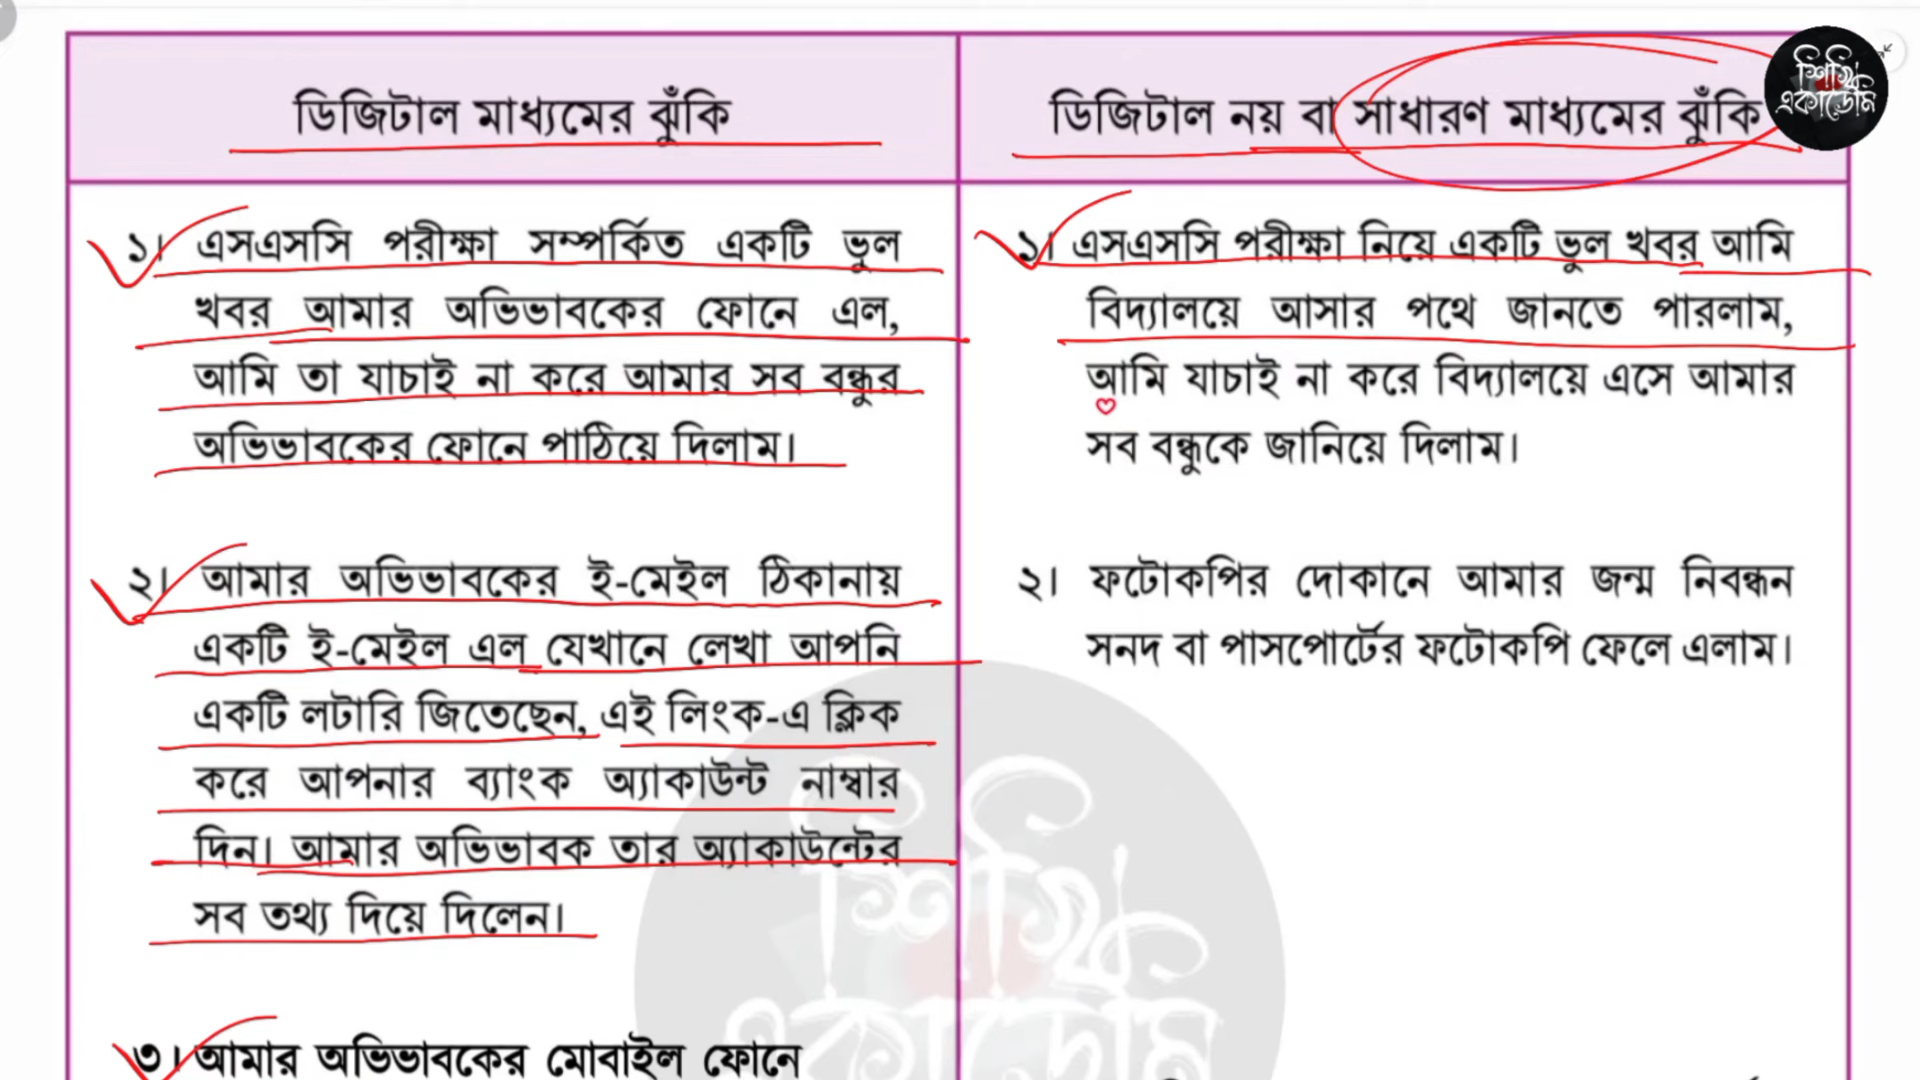 ডিজিটাল মাধ্যমের ঝুঁকি
ডিজিটাল নয় বা সাধারণ মাধ্যমের ঝুঁকি
শিখি
একাডেমি
১। এসএসসি পরীক্ষা সম্পর্কিত একটি ভুল
খবর আমার অভিভাবকের ফোনে এল,
আমি তা যাচাই না করে আমার সব বন্ধুর
অভিভাবকের ফোনে পাঠিয়ে দিলাম।
২। আমার অভিভাবকের ই-মেইল ঠিকানায়
একটি ই-মেইল এল যেখানে লেখা আপনি
একটি লটারি জিতেছেন, এই লিংক-এ ক্লিক
করে আপনার ব্যাংক অ্যাকাউন্ট নাম্বার
দিন। আমার অভিভাবক তার অ্যাকাউন্টের
সব তথ্য দিয়ে দিলেন।
৩। আমার অভিভাবকের মোবাইল ফোনে
১। এসএসসি পরীক্ষা নিয়ে একটি ভুল খবর আমি
বিদ্যালয়ে আসার পথে জানতে পারলাম,
আমি যাচাই না করে বিদ্যালয়ে এসে আমার
সব বন্ধুকে জানিয়ে দিলাম।
২। ফটোকপির দোকানে আমার জন্ম নিবন্ধন
সনদ বা পাসপোর্টের ফটোকপি ফেলে এলাম।
শিখি
একাডেমি